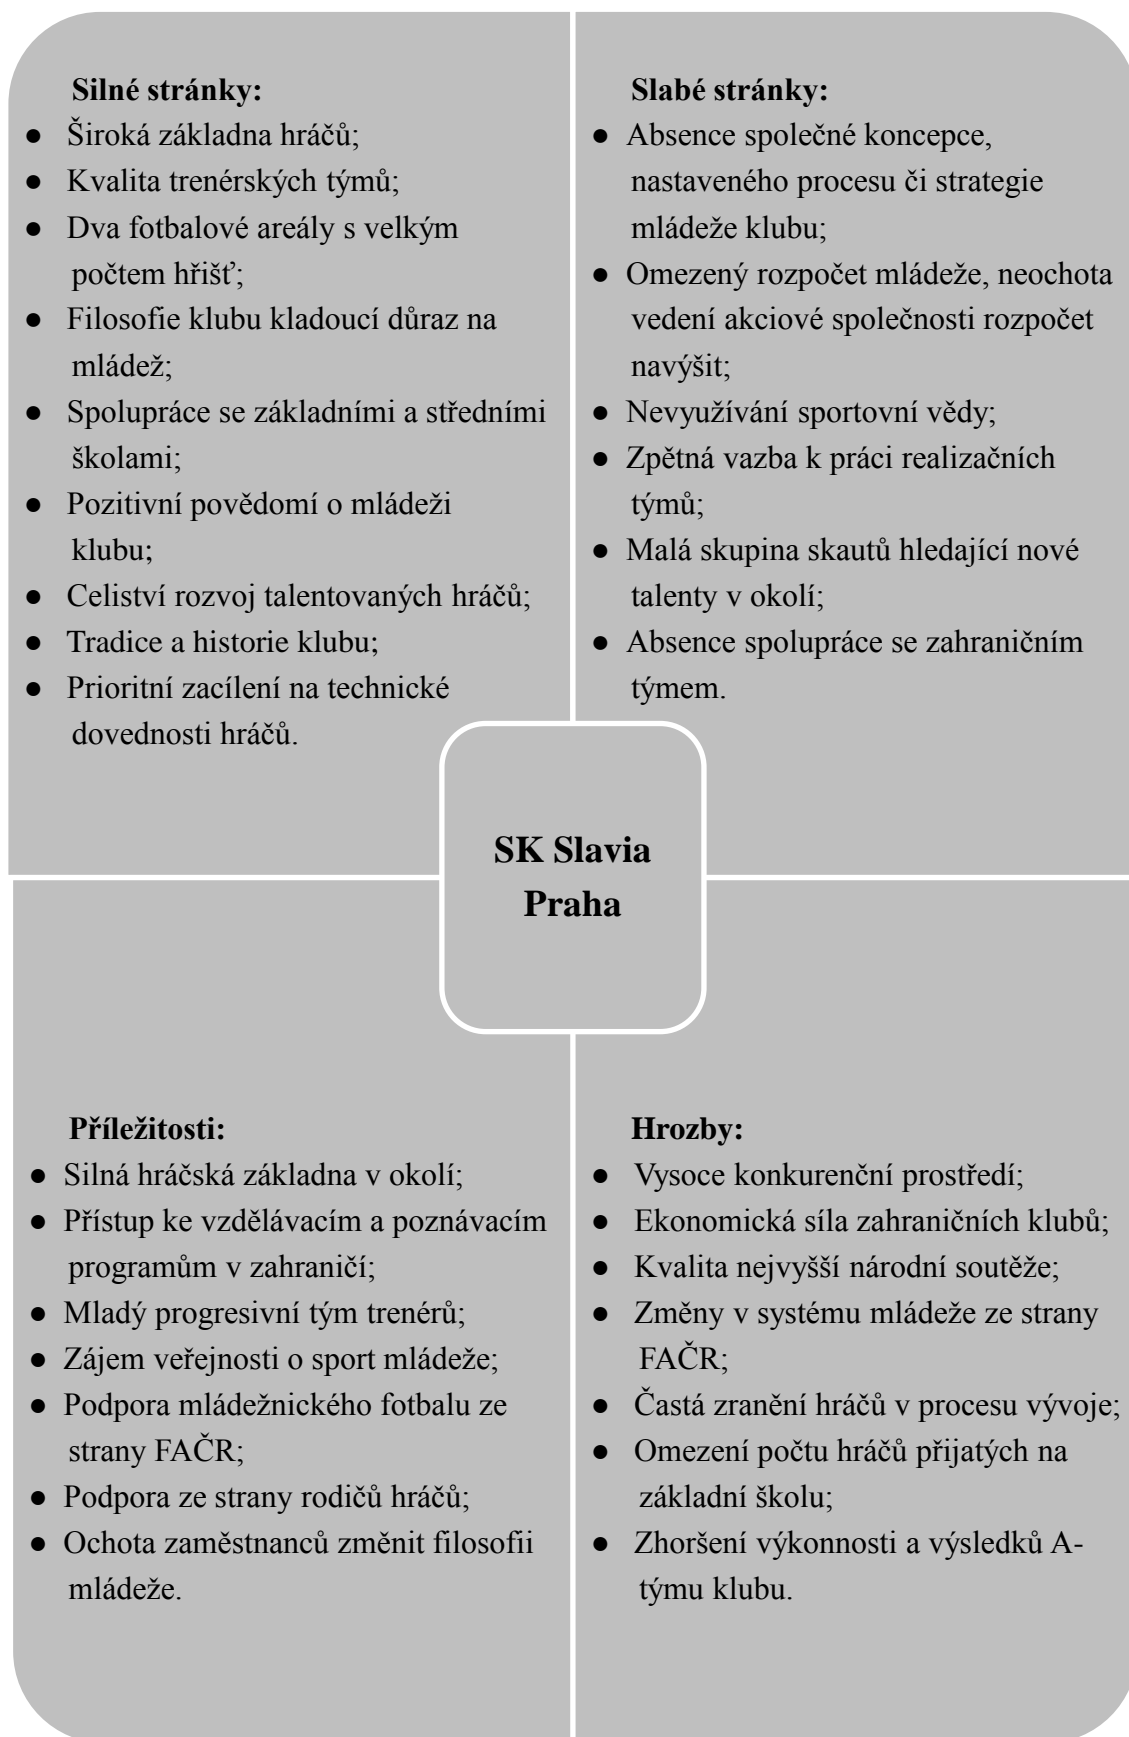 Silné stránky:
● Široká základna hráčů;
● Kvalita trenérských týmů;
● Dva fotbalové areály s velkým
počtem hřišť;
● Filosofie klubu kladoucí důraz na
mládež;
● Spolupráce se základními a středními
školami;
● Pozitivní povědomí o mládeži
klubu;
● Celiství rozvoj talentovaných hráčů;
● Tradice a historie klubu;
● Prioritní zacílení na technické
dovednosti hráčů.
Slabé stránky:
● Absence společné koncepce,
nastaveného procesu či strategie
mládeže klubu;
● Omezený rozpočet mládeže, neochota
vedení akciové společnosti rozpočet
navýšit;
● Nevyužívání sportovní vědy;
● Zpětná vazba k práci realizačních
týmů;
● Malá skupina skautů hledající nové
talenty v okolí;
● Absence spolupráce se zahraničním
týmem.
SK Slavia
Praha
Příležitosti:
● Silná hráčská základna v okolí;
● Přístup ke vzdělávacím a poznávacím
programům v zahraničí;
● Mladý progresivní tým trenérů;
● Zájem veřejnosti o sport mládeže;
● Podpora mládežnického fotbalu ze
strany FAČR;
● Podpora ze strany rodičů hráčů;
● Ochota zaměstnanců změnit filosofii
mládeže.
Hrozby:
● Vysoce konkurenční prostředí;
● Ekonomická síla zahraničních klubů;
● Kvalita nejvyšší národní soutěže;
● Změny v systému mládeže ze strany
FAČR;
● Častá zranění hráčů v procesu vývoje;
● Omezení počtu hráčů přijatých na
základní školu;
● Zhoršení výkonnosti a výsledků A-
týmu klubu.